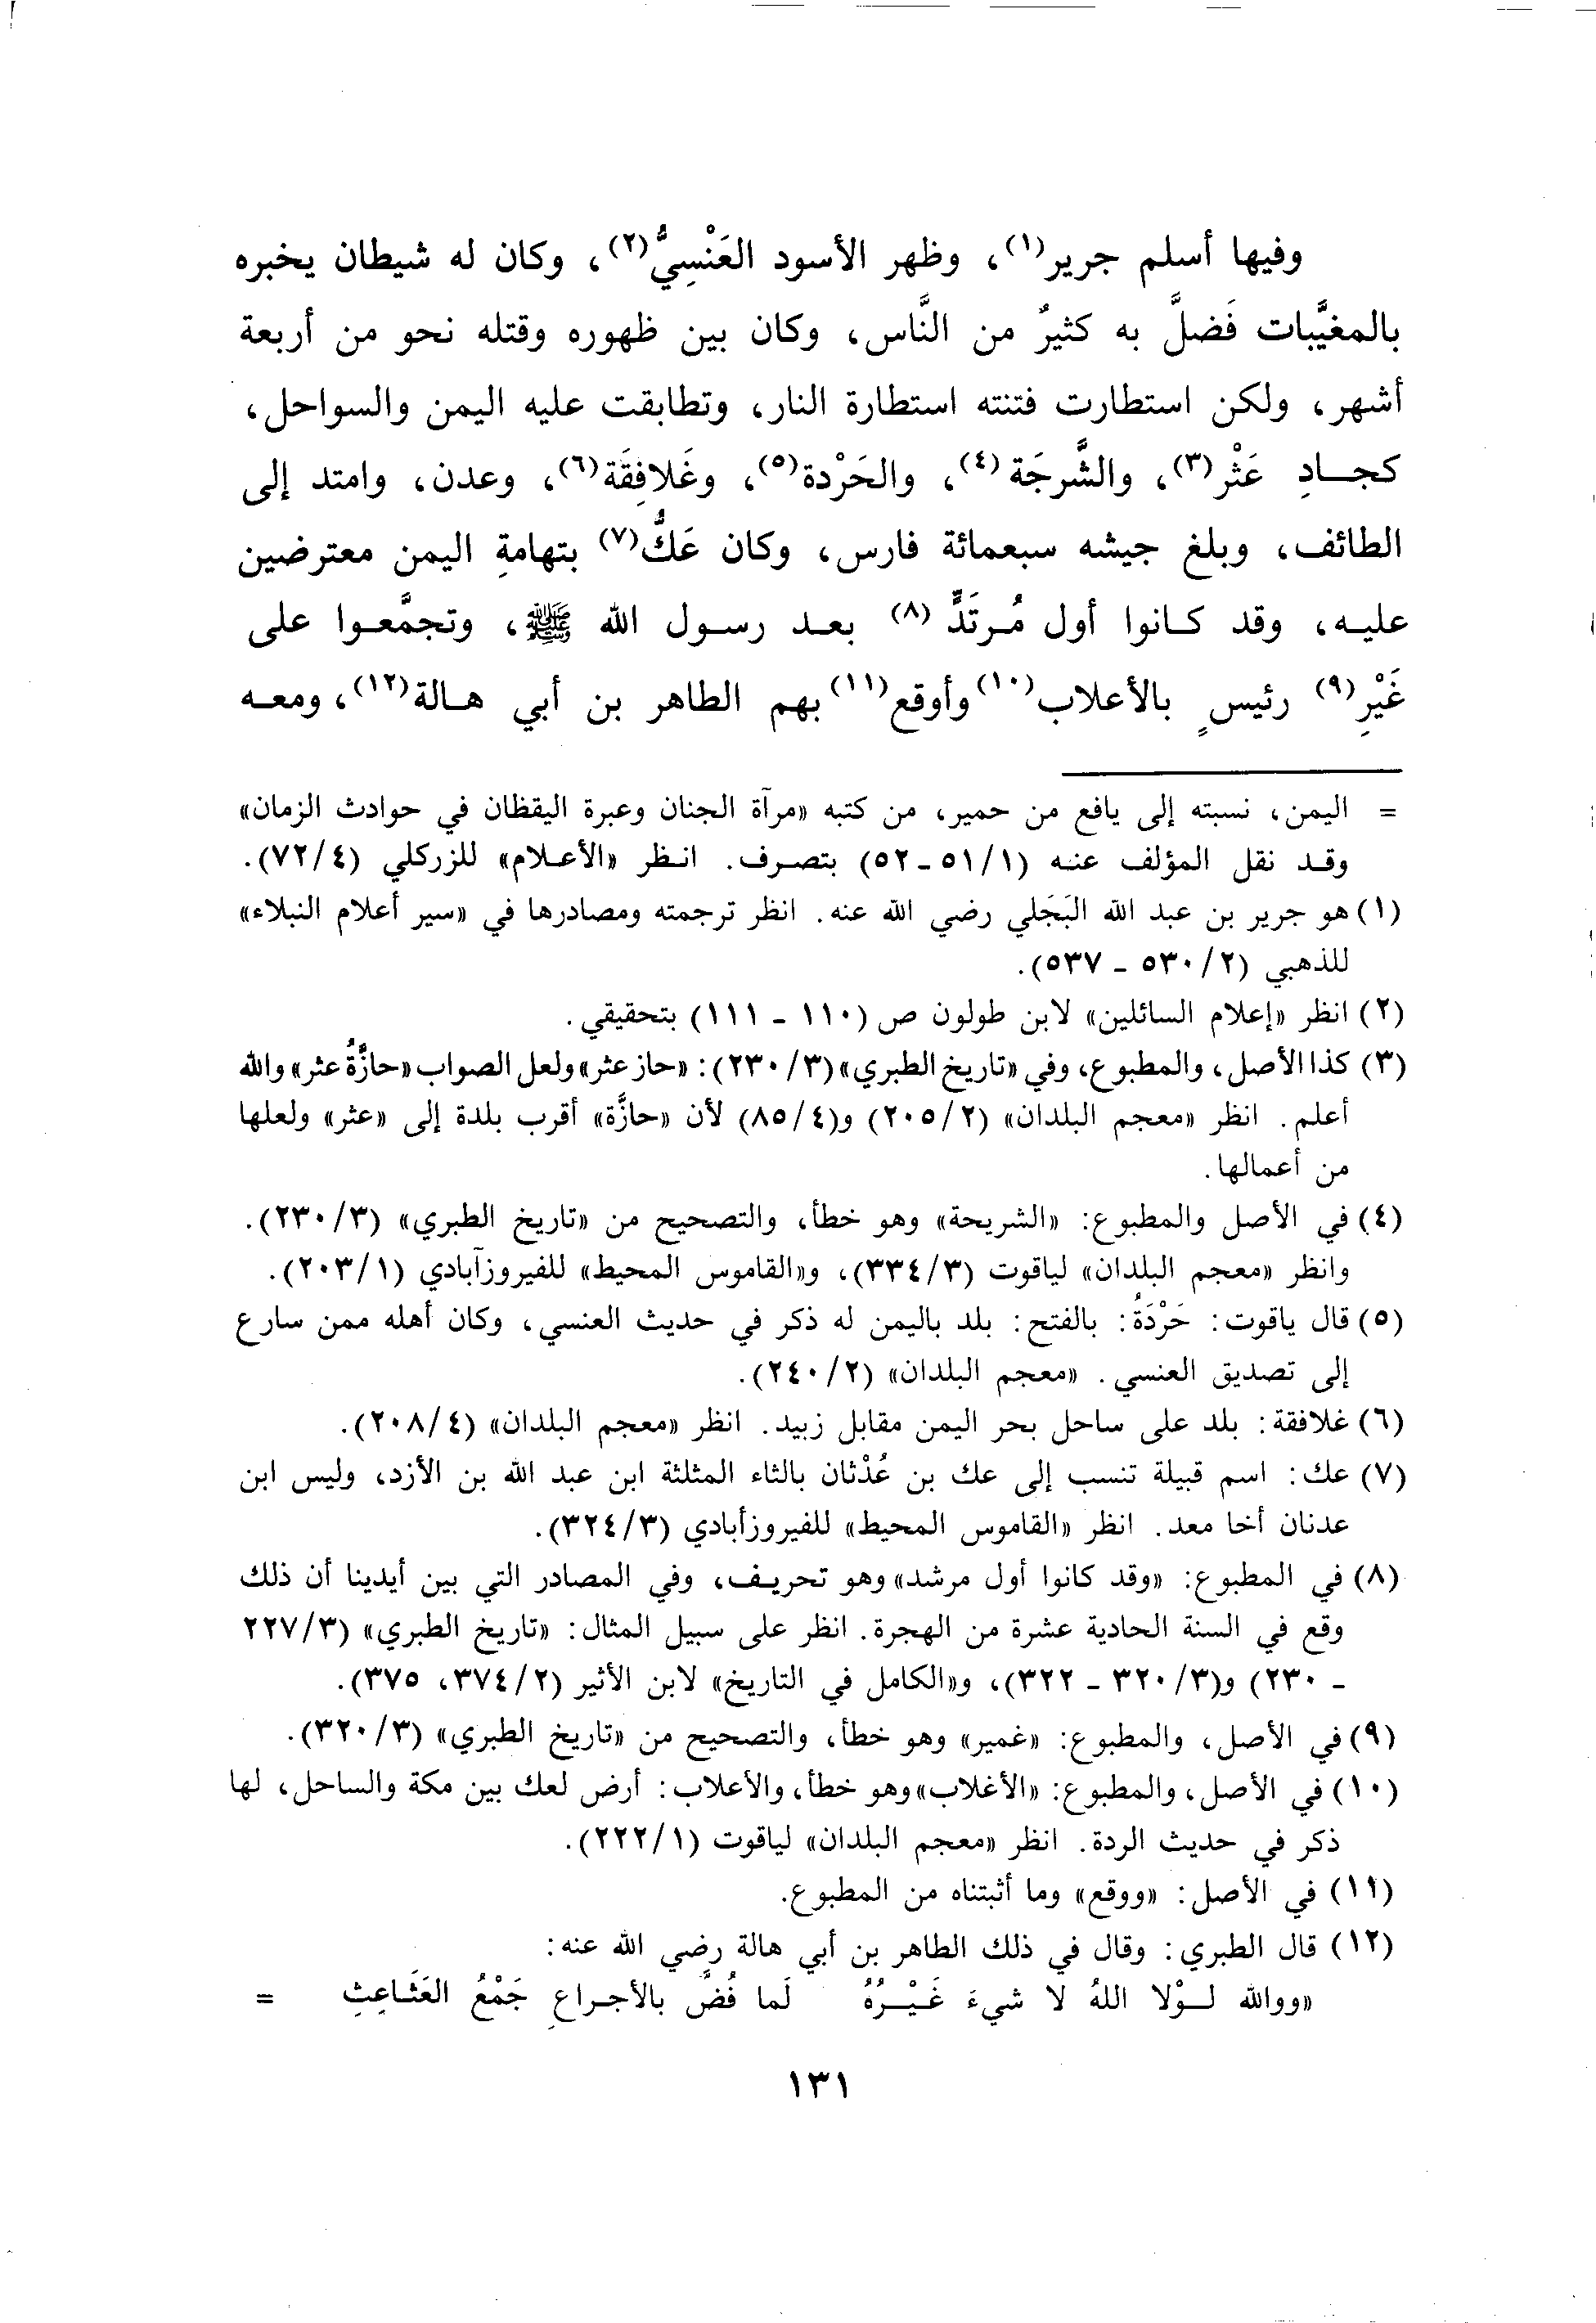 وفيها أسلم جرير(١)، وظهر الأسود العَنْسِيُّ(٢)، وكان له شيطان يخبره
بالمغيَّبات فَضلَّ به كثيرٌ من النَّاس، وكان بين ظهوره وقتله نحو من أربعة
أشهر، ولكن استطارت فتنته استطارة النار، وتطابقت عليه اليمن والسواحل،
كجـادِ عَثْر(٣)، والشَّرجَة(٤)، والحَرْدة(٥)، وغَلافِقَة(٦)، وعدن، وامتد إلى
الطائف، وبلغ جيشه سبعمائة فارس، وكان عَكُّ(٧) بتهامةِ اليمن معترضين
عليـه، وقد كـانوا أول مُرتَدٍّ(٨) بعـد رسـول الله ﷺ، وتجمَّعـوا على
غَيْرِ(٩) رئيسٍ بالأعلاب(١٠) وأوقع(١١) بهم الطاهر بن أبي هـالة(١٢)، ومعـه
= اليمن، نسبته إلى يافع من حمير، من كتبه «مرآة الجنان وعبرة اليقظان في حوادث الزمان»
وقـد نقل المؤلف عنـه (١/ ٥١ - ٥٢) بتصـرف. انـظر «الأعـلام» للزركلي (٤/ ٧٢).
(١) هو جرير بن عبد الله البَجَلي رضي الله عنه. انظر ترجمته ومصادرها في «سير أعلام النبلاء»
للذهبي (٢/ ٥٣٠ - ٥٣٧).
(٢) انظر «إعلام السائلين» لابن طولون ص (١١٠ - ١١١) بتحقيقي.
(٣) كذا الأصل، والمطبوع، وفي «تاريخ الطبري» (٣/ ٢٣٠): «حاز عثر» ولعل الصواب «حازَّةُ عثر» والله
أعلم. انظر «معجم البلدان» (٢/ ٢٠٥) و(٤/ ٨٥) لأن «حازَّة» أقرب بلدة إلى «عثر» ولعلها
من أعمالها.
(٤) في الأصل والمطبوع: «الشريحة» وهو خطأ، والتصحيح من «تاريخ الطبري» (٣/ ٢٣٠).
وانظر «معجم البلدان» لياقوت (٣/ ٣٣٤)، و«القاموس المحيط» للفيروزآبادي (١/ ٢٠٣).
(٥) قال ياقوت: حَرْدَةُ: بالفتح: بلد باليمن له ذكر في حديث العنسي، وكان أهله ممن سارع
إلى تصديق العنسي. «معجم البلدان» (٢/ ٢٤٠).
(٦) غلافقة: بلد على ساحل بحر اليمن مقابل زبيد. انظر «معجم البلدان» (٤/ ٢٠٨).
(٧) عك: اسم قبيلة تنسب إلى عك بن عُدْثان بالثاء المثلثة ابن عبد الله بن الأزد، وليس ابن
عدنان أخا معد. انظر «القاموس المحيط» للفيروزأبادي (٣/ ٣٢٤).
(٨) في المطبوع: «وقد كانوا أول مرشد» وهو تحريـف، وفي المصادر التي بين أيدينا أن ذلك
وقع في السنة الحادية عشرة من الهجرة. انظر على سبيل المثال: «تاريخ الطبري» (٣/ ٢٢٧
- ٢٣٠) و(٣/ ٣٢٠ - ٣٢٢)، و«الكامل في التاريخ» لابن الأثير (٢/ ٣٧٤، ٣٧٥).
(٩) في الأصل، والمطبوع: «غمير» وهو خطأ، والتصحيح من «تاريخ الطبري» (٣/ ٣٢٠).
(١٠) في الأصل، والمطبوع: «الأغلاب» وهو خطأ، والأعلاب: أرض لعك بين مكة والساحل، لها
ذكر في حديث الردة. انظر «معجم البلدان» لياقوت (١/ ٢٢٢).
(١١) في الأصل: «ووقع» وما أثبتناه من المطبوع.
(١٢) قال الطبري: وقال في ذلك الطاهر بن أبي هالة رضي الله عنه:
«ووالله لـوْلا اللهُ لا شيءَ غَـيْـرُهُ لَما فُضَّ بالأجـراعِ جَمْعُ العَثَـاعِثِ =
١٣١